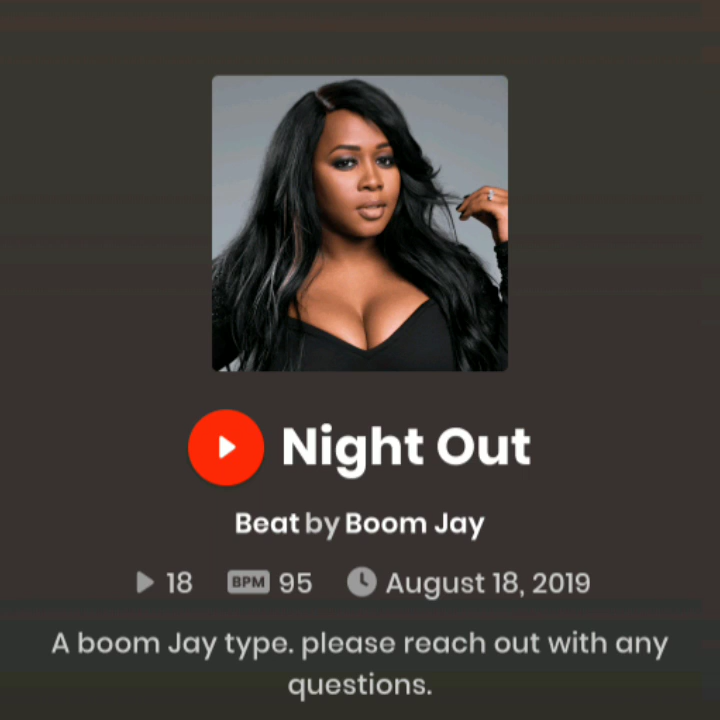 Night Out
Beat by Boom Jay
18 BPM 95 August 18, 2019
A boom Jay type. please reach out with any
questions.